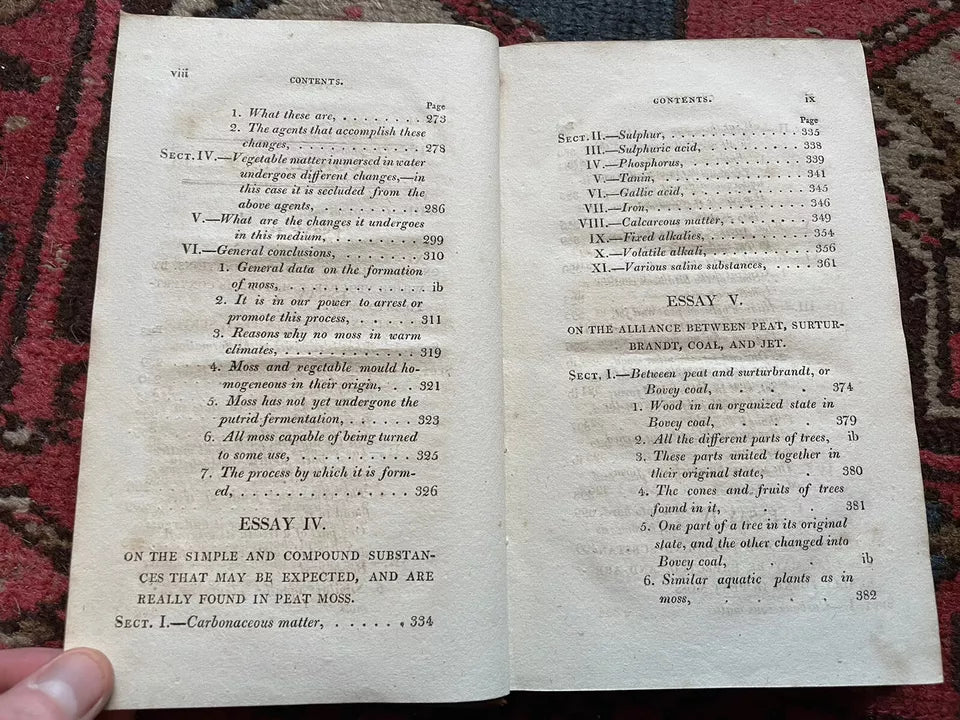 viii
CONTENTS.
Page
1. What these are, . . . . . . . . 273
2. The agents that accomplish these
changes, . . . . . . . . . . . . 278
SECT. IV.—Vegetable matter immersed in water
undergoes different changes,—in
this case it is secluded from the
above agents, . . . . . . . . . 286
V.—What are the changes it undergoes
in this medium, . . . . . . . . 299
VI.—General conclusions, . . . . . . . 310
1. General data on the formation
of moss, . . . . . . . . . . . . ib
2. It is in our power to arrest or
promote this process, . . . . . . 311
3. Reasons why no moss in warm
climates, . . . . . . . . . . . . 319
4. Moss and vegetable mould ho-
mogeneous in their origin, . . 321
5. Moss has not yet undergone the
putrid fermentation, . . . . . . 323
6. All moss capable of being turned
to some use, . . . . . . . . . . 325
7. The process by which it is form-
ed, . . . . . . . . . . . . . . . 326
ESSAY IV.
ON THE SIMPLE AND COMPOUND SUBSTAN-
CES THAT MAY BE EXPECTED, AND ARE
REALLY FOUND IN PEAT MOSS.
SECT. I.—Carbonaceous matter, . . . . . . . 334
CONTENTS. ix
Page
SECT. II.—Sulphur, . . . . . . . . . . . . 335
III.—Sulphuric acid, . . . . . . . . . 338
IV.—Phosphorus, . . . . . . . . . . 339
V.—Tanin, . . . . . . . . . . . . . 341
VI.—Gallic acid, . . . . . . . . . . . 345
VII.—Iron, . . . . . . . . . . . . . . 346
VIII.—Calcareous matter, . . . . . . . 349
IX.—Fixed alkalies, . . . . . . . . . 354
X.—Volatile alkali, . . . . . . . . . 356
XI.—Various saline substances, . . . . 361
ESSAY V.
ON THE ALLIANCE BETWEEN PEAT, SURTUR-
BRANDT, COAL, AND JET.
SECT. I.—Between peat and surturbrandt, or
Bovey coal, . . . 374
1. Wood in an organized state in
Bovey coal, . . . 379
2. All the different parts of trees, ib
3. These parts united together in
their original state, . . 380
4. The cones and fruits of trees
found in it, . . . 381
5. One part of a tree in its original
state, and the other changed into
Bovey coal, . . . ib
6. Similar aquatic plants as in
moss, . . . . 382